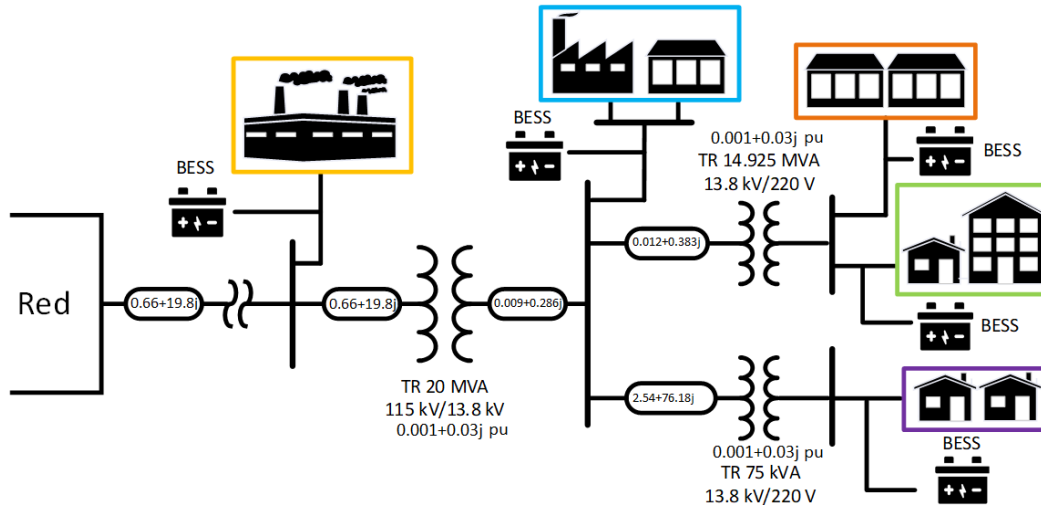 BESS
BESS
0.001+0.03j pu
TR 14.925 MVA
13.8 kV/220 V
BESS
BESS
Red
0.66+19.8j
0.66+19.8j
0.009+0.286j
0.012+0.383j
TR 20 MVA
115 kV/13.8 kV
0.001+0.03j pu
2.54+76.18j
0.001+0.03j pu
TR 75 kVA
13.8 kV/220 V
BESS